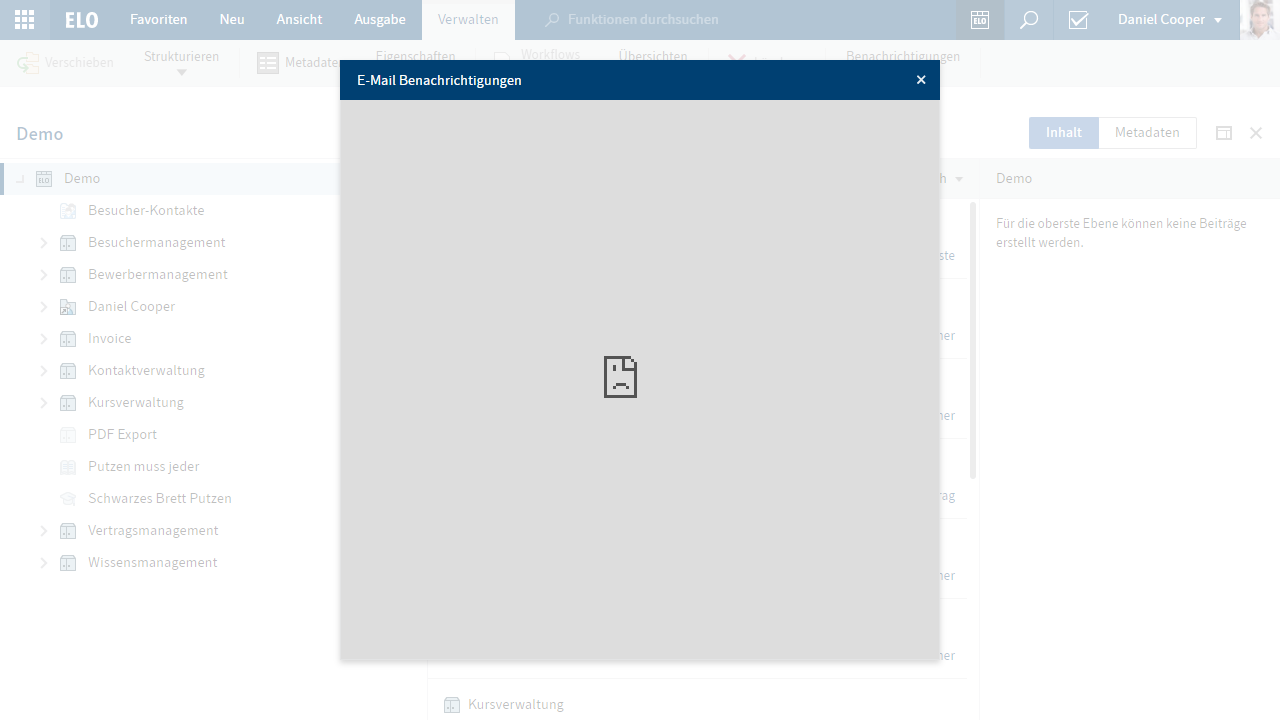 ELO Favoriten Neu Ansicht Ausgabe Verwalten Funktionen durchsuchen ELO Daniel Cooper
Verschieben Strukturieren Eigenschaften Workflows Übersichten Benachrichtigungen
E-Mail Benachrichtigungen
Demo Inhalt Metadaten
ELO Demo
Demo
Besucher-Kontakte
Für die oberste Ebene können keine Beiträge
erstellt werden.
Besuchermanagement
Bewerbermanagement
Daniel Cooper
Invoice
Kontaktverwaltung
Kursverwaltung
PDF Export
Putzen muss jeder
Schwarzes Brett Putzen
Vertragsmanagement
Wissensmanagement
Kursverwaltung